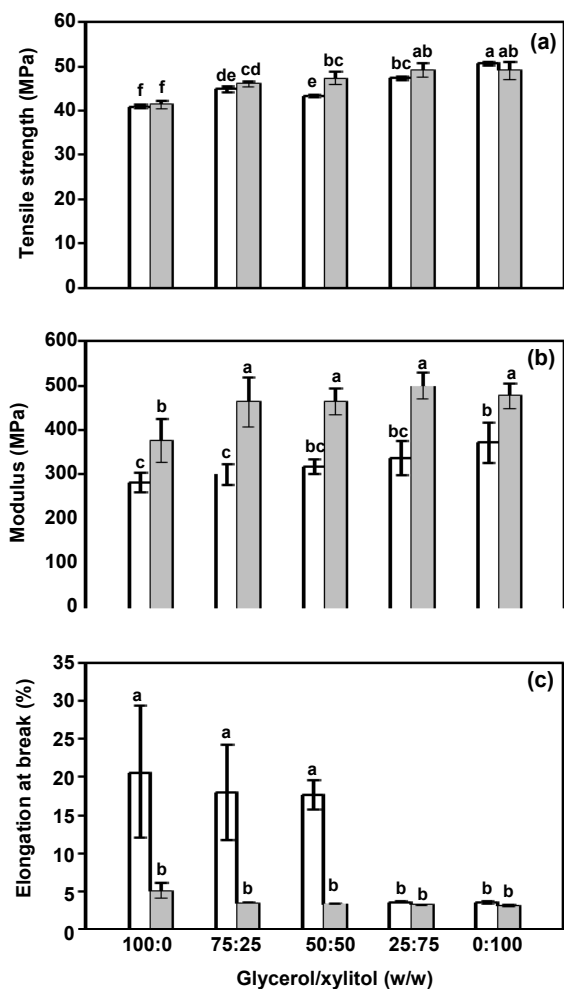 (a)
Tensile strength (MPa)
60
50
40
30
20
10
0
f f de cd e bc bc ab a ab
(b)
Modulus (MPa)
600
500
400
300
200
100
0
c b c a bc a bc a b a
(c)
Elongation at break (%)
35
30
25
20
15
10
5
0
a b a b a b b b b b
100:0 75:25 50:50 25:75 0:100
Glycerol/xylitol (w/w)